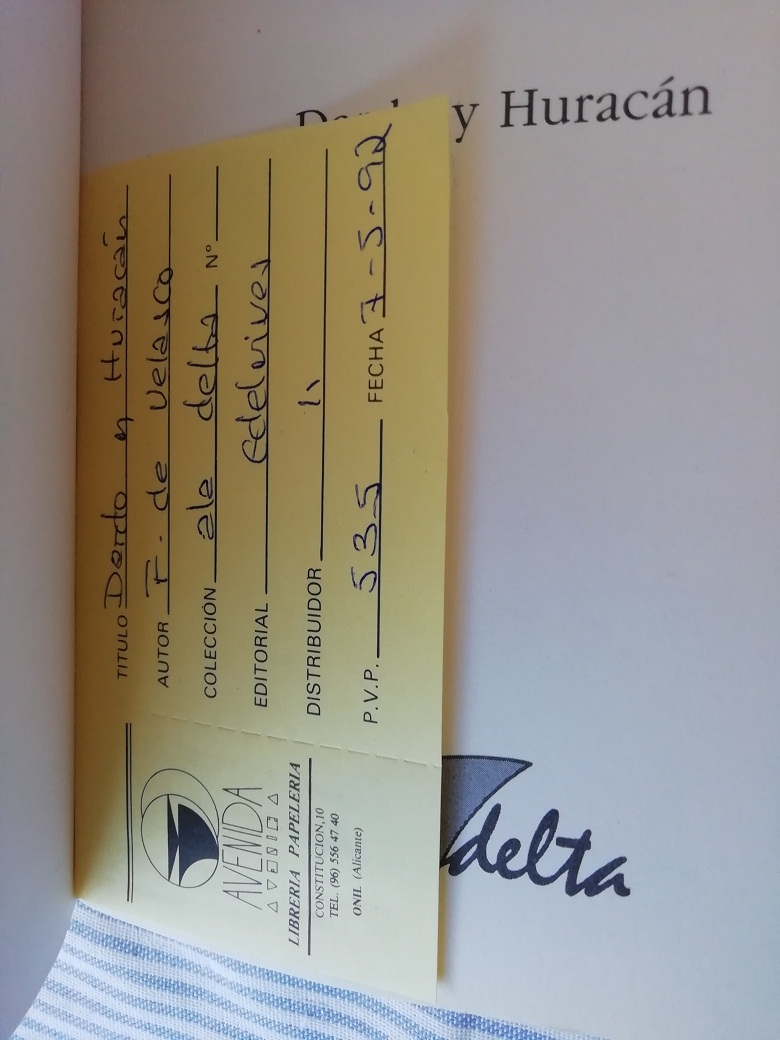 y Huracán
TITULO Dardo y Huracán
AUTOR F. de Velasco
COLECCIÓN ala delta Nº
EDITORIAL Edelvives
DISTRIBUIDOR
P.V.P. 535 FECHA 7-5-92
AVENIDA
LIBRERIA PAPELERIA
CONSTITUCION,10
TEL. (96) 556 47 40
ONIL (Alicante)
delta